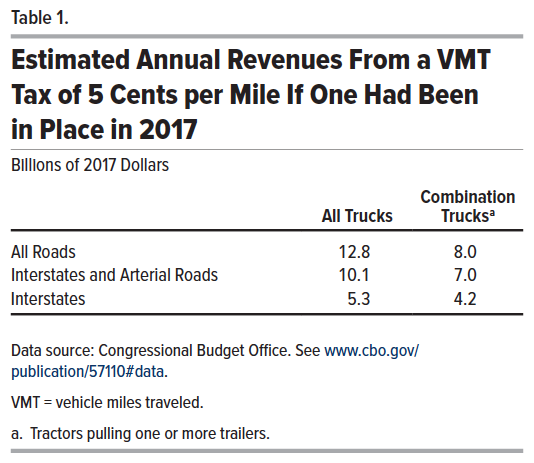 Table 1.
Estimated Annual Revenues From a VMT
Tax of 5 Cents per Mile If One Had Been
in Place in 2017
Billions of 2017 Dollars
All Trucks Combination Trucksa
All Roads 12.8 8.0
Interstates and Arterial Roads 10.1 7.0
Interstates 5.3 4.2
Data source: Congressional Budget Office. See www.cbo.gov/
publication/57110#data.
VMT = vehicle miles traveled.
a. Tractors pulling one or more trailers.